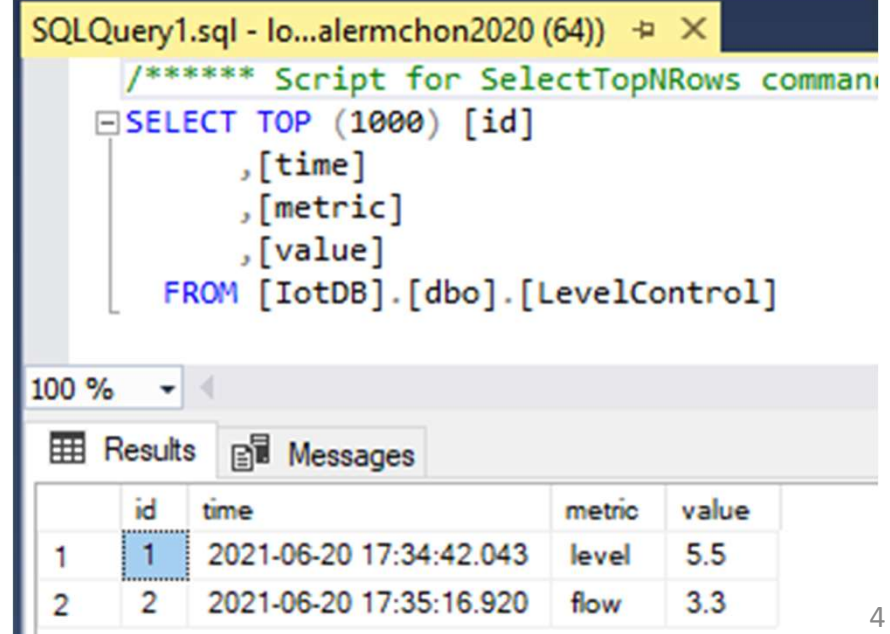 SQLQuery1.sql - lo...alermchon2020 (64))
/****** Script for SelectTopNRows comman
SELECT TOP (1000) [id]
,[time]
,[metric]
,[value]
FROM [IotDB].[dbo].[LevelControl]
100 %
Results Messages
id time metric value
1 1 2021-06-20 17:34:42.043 level 5.5
2 2 2021-06-20 17:35:16.920 flow 3.3
4